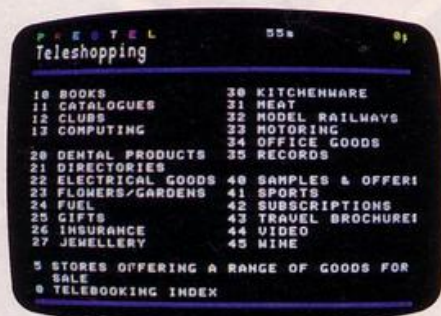 PRESTEL 55a 0p
Teleshopping
10 BOOKS 30 KITCHENWARE
11 CATALOGUES 31 MEAT
12 CLUBS 32 MODEL RAILWAYS
13 COMPUTING 33 MOTORING
34 OFFICE GOODS
20 DENTAL PRODUCTS 35 RECORDS
21 DIRECTORIES
22 ELECTRICAL GOODS 40 SAMPLES & OFFERS
23 FLOWERS/GARDENS 41 SPORTS
24 FUEL 42 SUBSCRIPTIONS
25 GIFTS 43 TRAVEL BROCHURES
26 INSURANCE 44 VIDEO
27 JEWELLERY 45 WINE
5 STORES OFFERING A RANGE OF GOODS FOR
SALE
0 TELEBOOKING INDEX